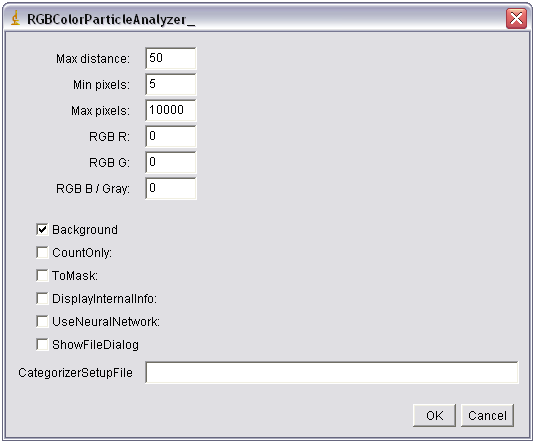 RGBColorParticleAnalyzer_
Max distance: 50
Min pixels: 5
Max pixels: 10000
RGB R: 0
RGB G: 0
RGB B / Gray: 0
Background
CountOnly:
ToMask:
DisplayInternalInfo:
UseNeuralNetwork:
ShowFileDialog
CategorizerSetupFile
OK Cancel